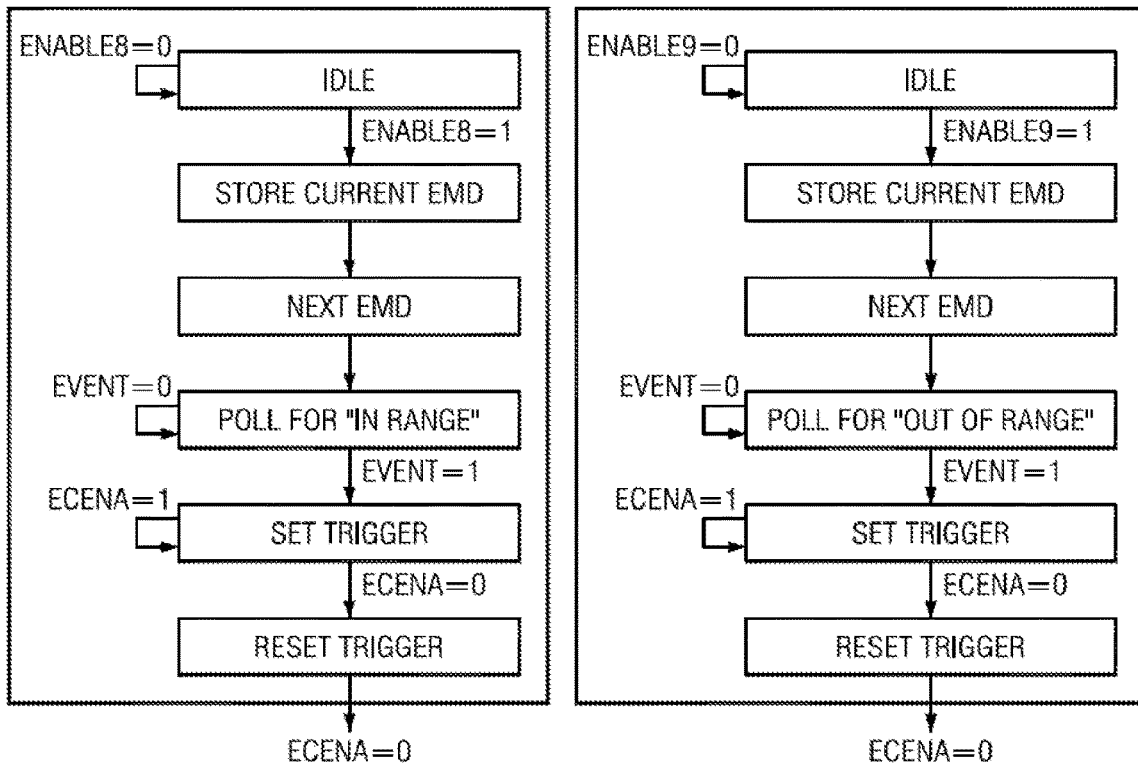 ENABLE8=0
IDLE
ENABLE8=1
STORE CURRENT EMD
NEXT EMD
EVENT=0
POLL FOR "IN RANGE"
EVENT=1
ECENA=1
SET TRIGGER
ECENA=0
RESET TRIGGER
ECENA=0
ENABLE9=0
IDLE
ENABLE9=1
STORE CURRENT EMD
NEXT EMD
EVENT=0
POLL FOR "OUT OF RANGE"
EVENT=1
ECENA=1
SET TRIGGER
ECENA=0
RESET TRIGGER
ECENA=0